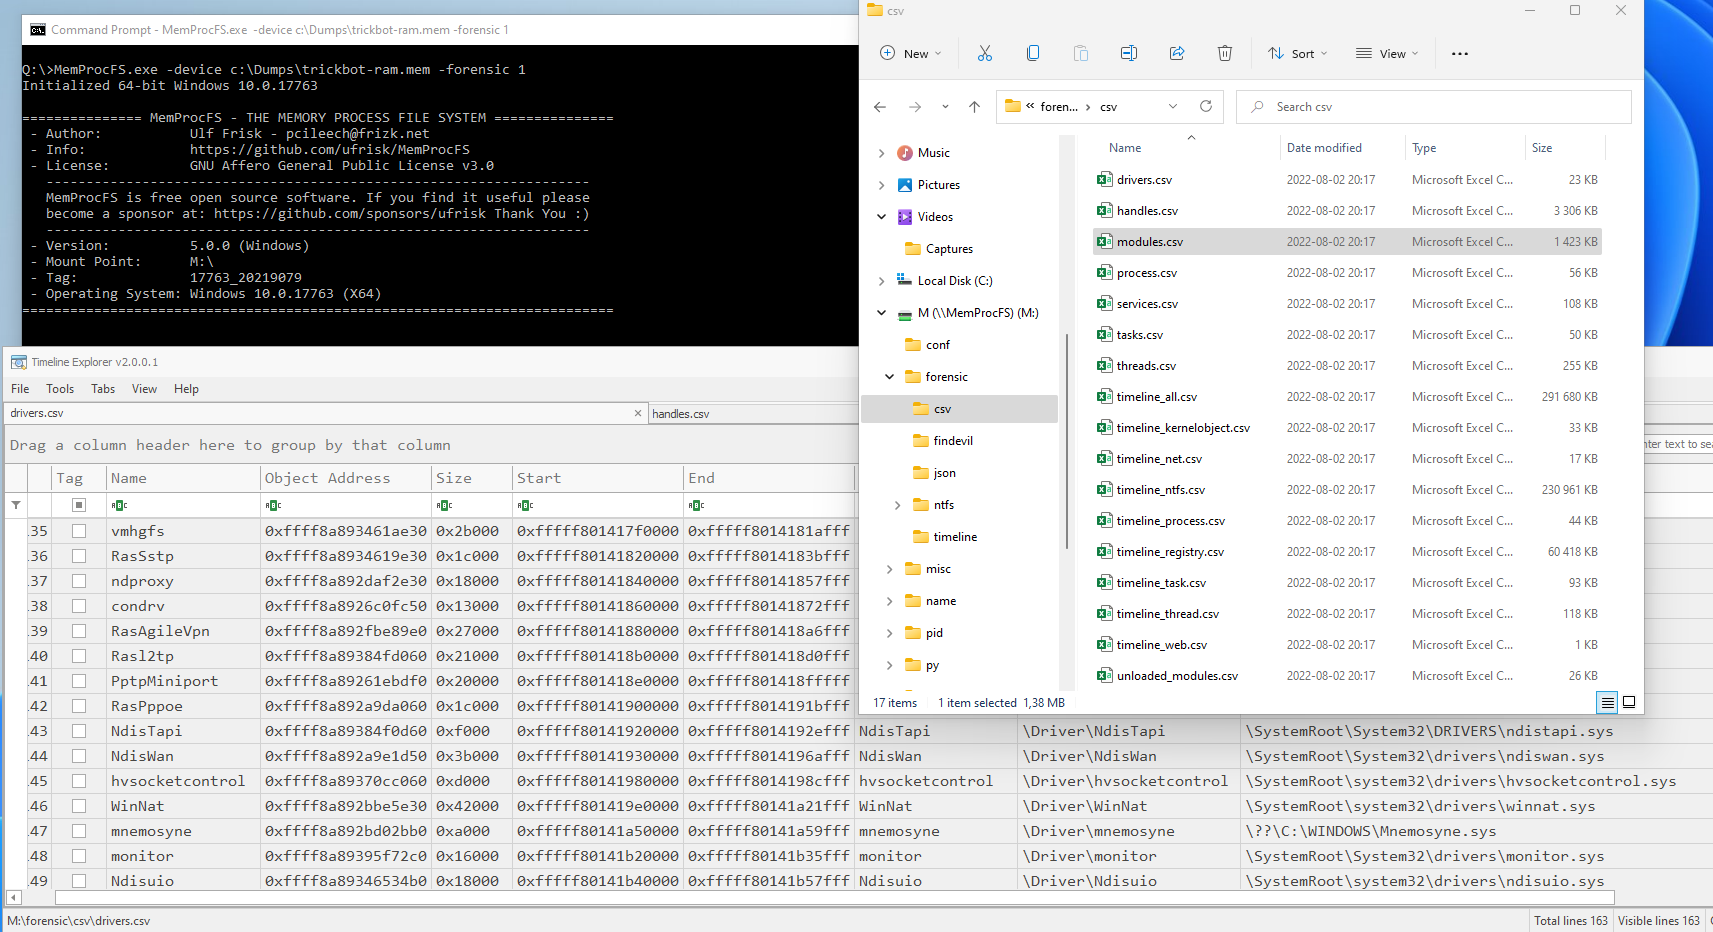 Command Prompt - MemProcFS.exe  -device c:\Dumps\trickbot-ram.mem -forensic 1
Q:\>MemProcFS.exe -device c:\Dumps\trickbot-ram.mem -forensic 1
Initialized 64-bit Windows 10.0.17763
=============== MemProcFS - THE MEMORY PROCESS FILE SYSTEM ===============
- Author:           Ulf Frisk - pcileech@frizk.net
- Info:             https://github.com/ufrisk/MemProcFS
- License:          GNU Affero General Public License v3.0
--------------------------------------------------------------------
MemProcFS is free open source software. If you find it useful please
become a sponsor at: https://github.com/sponsors/ufrisk Thank You :)
--------------------------------------------------------------------
- Version:          5.0.0 (Windows)
- Mount Point:      M:\
- Tag:              17763_20219079
- Operating System: Windows 10.0.17763 (X64)
==========================================================================
csv
New Sort View
« foren... > csv
Search csv
Music
Pictures
Videos
Captures
Local Disk (C:)
M (\\MemProcFS) (M:)
conf
forensic
csv
findevil
json
ntfs
timeline
misc
name
pid
py
Name Date modified Type Size
drivers.csv 2022-08-02 20:17 Microsoft Excel C... 23 KB
handles.csv 2022-08-02 20:17 Microsoft Excel C... 3 306 KB
modules.csv 2022-08-02 20:17 Microsoft Excel C... 1 423 KB
process.csv 2022-08-02 20:17 Microsoft Excel C... 56 KB
services.csv 2022-08-02 20:17 Microsoft Excel C... 108 KB
tasks.csv 2022-08-02 20:17 Microsoft Excel C... 50 KB
threads.csv 2022-08-02 20:17 Microsoft Excel C... 255 KB
timeline_all.csv 2022-08-02 20:17 Microsoft Excel C... 291 680 KB
timeline_kernelobject.csv 2022-08-02 20:17 Microsoft Excel C... 33 KB
timeline_net.csv 2022-08-02 20:17 Microsoft Excel C... 17 KB
timeline_ntfs.csv 2022-08-02 20:17 Microsoft Excel C... 230 961 KB
timeline_process.csv 2022-08-02 20:17 Microsoft Excel C... 44 KB
timeline_registry.csv 2022-08-02 20:17 Microsoft Excel C... 60 418 KB
timeline_task.csv 2022-08-02 20:17 Microsoft Excel C... 93 KB
timeline_thread.csv 2022-08-02 20:17 Microsoft Excel C... 118 KB
timeline_web.csv 2022-08-02 20:17 Microsoft Excel C... 1 KB
unloaded_modules.csv 2022-08-02 20:17 Microsoft Excel C... 26 KB
17 items 1 item selected 1,38 MB
Timeline Explorer v2.0.0.1
File Tools Tabs View Help
drivers.csv handles.csv
Drag a column header here to group by that column
nter text to sea
Tag Name Object Address Size Start End
35 vmhgfs 0xffff8a893461ae30 0x2b000 0xfffff801417f0000 0xfffff8014181afff
36 RasSstp 0xffff8a8934619e30 0x1c000 0xfffff80141820000 0xfffff8014183bfff
37 ndproxy 0xffff8a892daf2e30 0x18000 0xfffff80141840000 0xfffff80141857fff
38 condrv 0xffff8a8926c0fc50 0x13000 0xfffff80141860000 0xfffff80141872fff
39 RasAgileVpn 0xffff8a892fbe89e0 0x27000 0xfffff80141880000 0xfffff801418a6fff
40 Rasl2tp 0xffff8a89384fd060 0x21000 0xfffff801418b0000 0xfffff801418d0fff
41 PptpMiniport 0xffff8a89261ebdf0 0x20000 0xfffff801418e0000 0xfffff801418fffff
42 RasPppoe 0xffff8a892a9da060 0x1c000 0xfffff80141900000 0xfffff8014191bfff
43 NdisTapi 0xffff8a89384f0d60 0xf000 0xfffff80141920000 0xfffff8014192efff NdisTapi \Driver\NdisTapi \SystemRoot\System32\DRIVERS\ndistapi.sys
44 NdisWan 0xffff8a892a9e1d50 0x3b000 0xfffff80141930000 0xfffff8014196afff NdisWan \Driver\NdisWan \SystemRoot\System32\drivers\ndiswan.sys
45 hvsocketcontrol 0xffff8a89370cc060 0xd000 0xfffff80141980000 0xfffff8014198cfff hvsocketcontrol \Driver\hvsocketcontrol \SystemRoot\system32\drivers\hvsocketcontrol.sys
46 WinNat 0xffff8a892bbe5e30 0x42000 0xfffff801419e0000 0xfffff80141a21fff WinNat \Driver\WinNat \SystemRoot\system32\drivers\winnat.sys
47 mnemosyne 0xffff8a892bd02bb0 0xa000 0xfffff80141a50000 0xfffff80141a59fff mnemosyne \Driver\mnemosyne \??\C:\WINDOWS\Mnemosyne.sys
48 monitor 0xffff8a89395f72c0 0x16000 0xfffff80141b20000 0xfffff80141b35fff monitor \Driver\monitor \SystemRoot\System32\drivers\monitor.sys
49 Ndisuio 0xffff8a89346534b0 0x18000 0xfffff80141b40000 0xfffff80141b57fff Ndisuio \Driver\Ndisuio \SystemRoot\system32\drivers\ndisuio.sys
M:\forensic\csv\drivers.csv Total lines 163 Visible lines 163